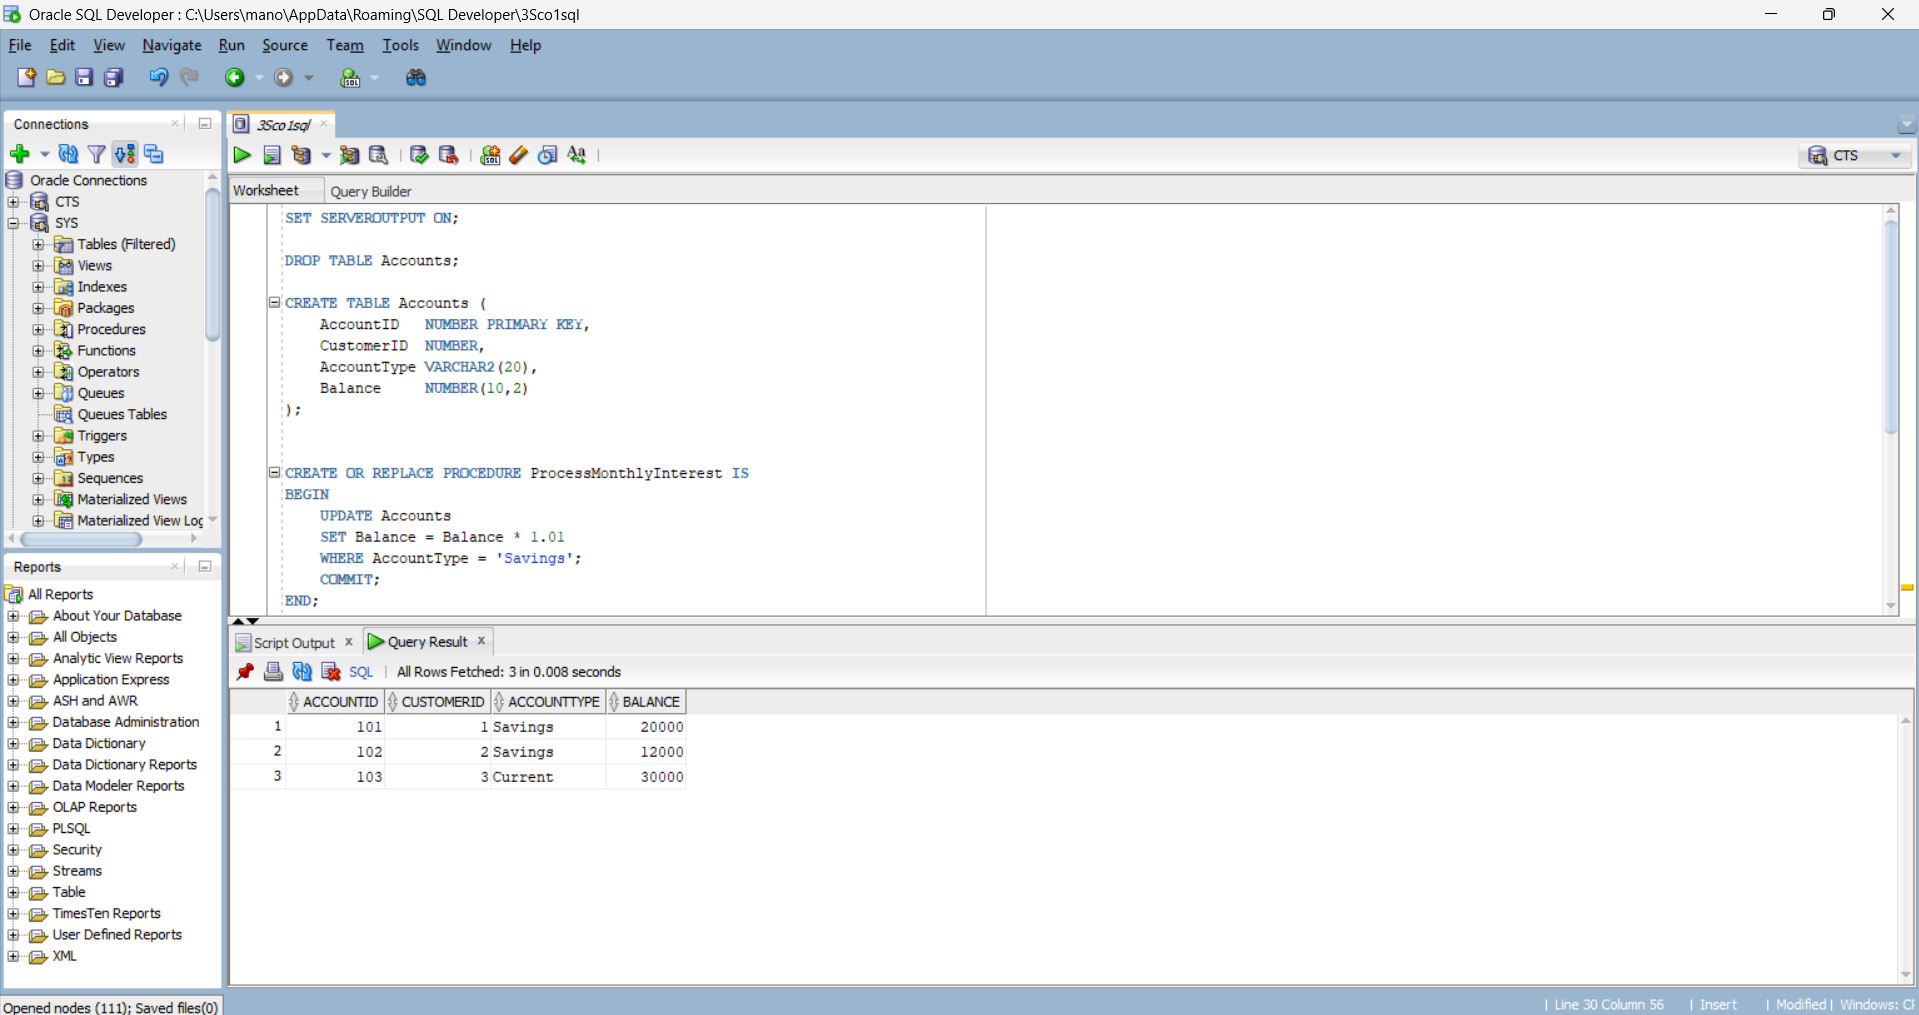 Oracle SQL Developer : C:\Users\mano\AppData\Roaming\SQL Developer\3Sco1sql
File Edit View Navigate Run Source Team Tools Window Help
Connections
Oracle Connections
CTS
SYS
Tables (Filtered)
Views
Indexes
Packages
Procedures
Functions
Operators
Queues
Queues Tables
Triggers
Types
Sequences
Materialized Views
Materialized View Log
Reports
All Reports
About Your Database
All Objects
Analytic View Reports
Application Express
ASH and AWR
Database Administration
Data Dictionary
Data Dictionary Reports
Data Modeler Reports
OLAP Reports
PLSQL
Security
Streams
Table
TimesTen Reports
User Defined Reports
XML
3Sco1sql
CTS
Worksheet Query Builder
SET SERVEROUTPUT ON;
DROP TABLE Accounts;
CREATE TABLE Accounts (
AccountID NUMBER PRIMARY KEY,
CustomerID NUMBER,
AccountType VARCHAR2(20),
Balance NUMBER(10,2)
);
CREATE OR REPLACE PROCEDURE ProcessMonthlyInterest IS
BEGIN
UPDATE Accounts
SET Balance = Balance * 1.01
WHERE AccountType = 'Savings';
COMMIT;
END;
Script Output Query Result
SQL | All Rows Fetched: 3 in 0.008 seconds
ACCOUNTID CUSTOMERID ACCOUNTTYPE BALANCE
1 101 1 Savings 20000
2 102 2 Savings 12000
3 103 3 Current 30000
Opened nodes (111); Saved files(0)
| Line 30 Column 56 | Insert | Modified | Windows: CF